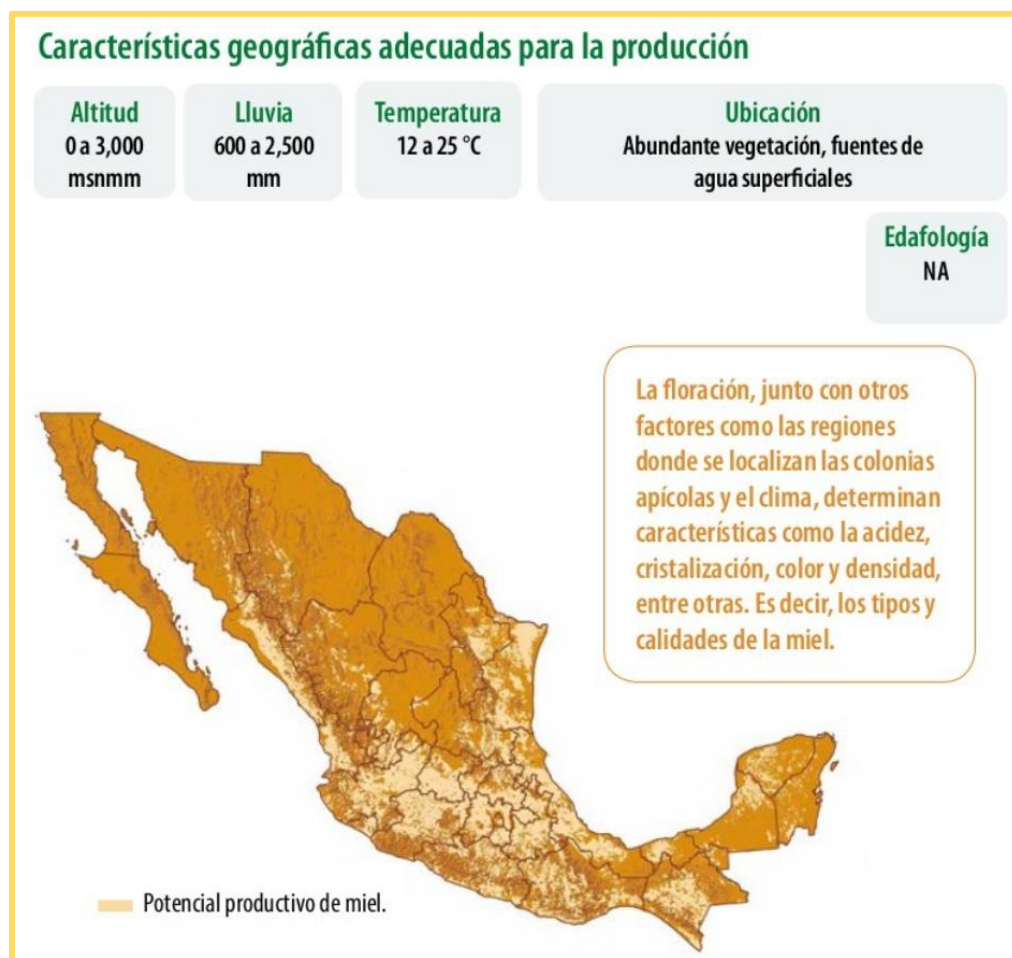 Características geográficas adecuadas para la producción
Altitud
0 a 3,000
msnmm
Lluvia
600 a 2,500
mm
Temperatura
12 a 25 °C
Ubicación
Abundante vegetación, fuentes de
agua superficiales
Edafología
NA
La floración, junto con otros
factores como las regiones
donde se localizan las colonias
apícolas y el clima, determinan
características como la acidez,
cristalización, color y densidad,
entre otras. Es decir, los tipos y
calidades de la miel.
Potencial productivo de miel.